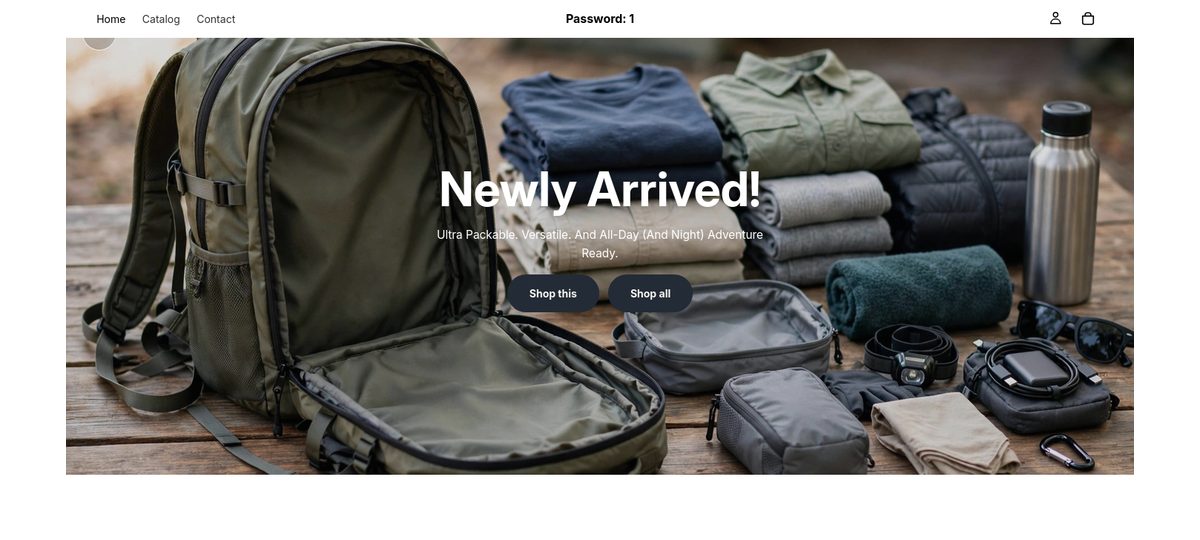 Home Catalog Contact Password: 1
Newly Arrived!
Ultra Packable. Versatile. And All-Day (And Night) Adventure
Ready.
Shop this Shop all